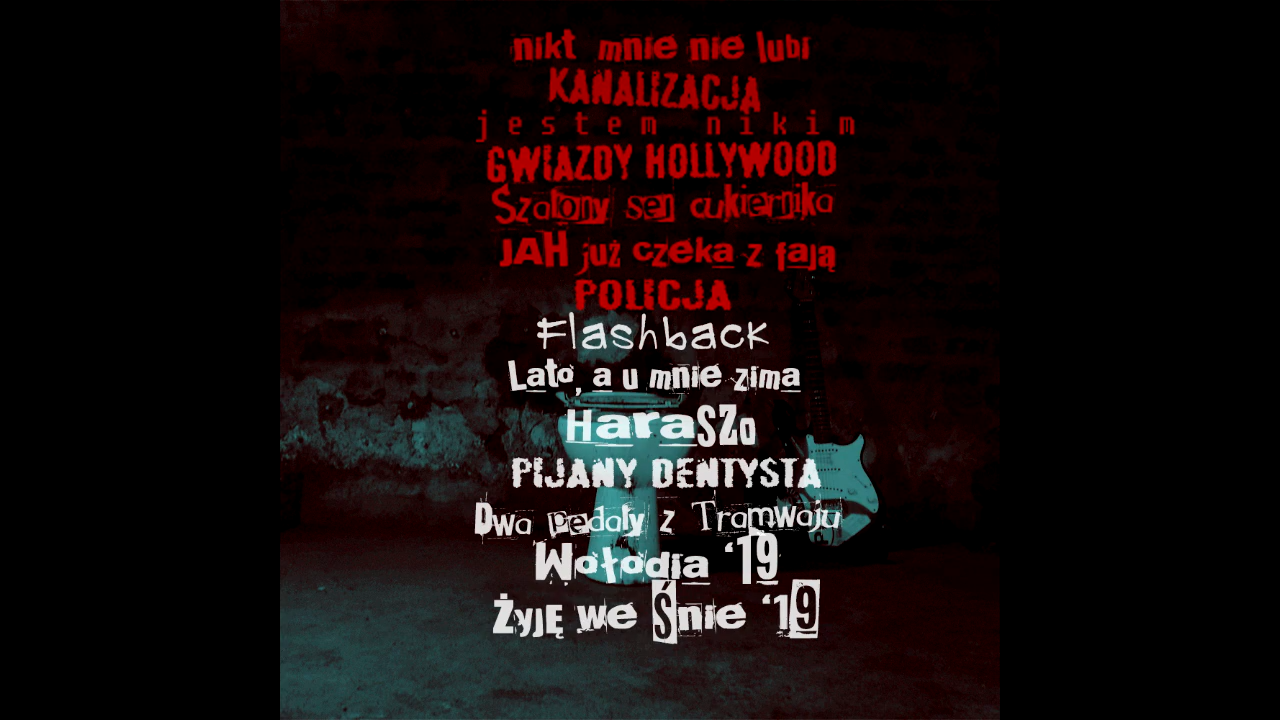 nikt mnie nie lubi
KANALIZACJA
jestem nikim
GWIAZDY HOLLYWOOD
Szalony sen cukiernika
JAH już czeka z fają
POLICJA
Flashback
Lato, a u mnie zima
HaraSZo
PIJANY DENTYSTA
Dwa pedały z Tramwaju
Wołodia '19
ŻyjĘ we Śnie '19